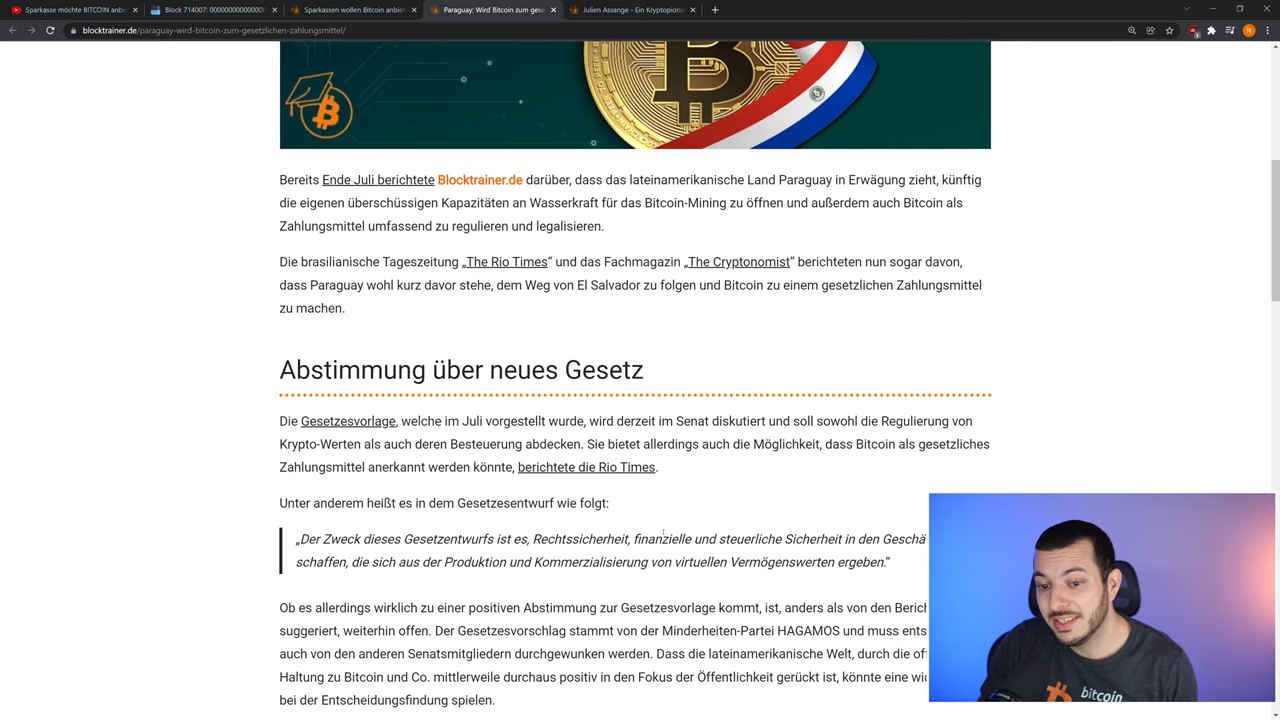 Sparkasse möchte BITCOIN anbi
Block 714007: 000000000000000
Sparkassen wollen Bitcoin anbiet
Paraguay: Wird Bitcoin zum gese
Julien Assange - Ein Kryptopioni
blocktrainer.de/paraguay-wird-bitcoin-zum-gesetzlichen-zahlungsmittel/
R
Bereits Ende Juli berichtete Blocktrainer.de darüber, dass das lateinamerikanische Land Paraguay in Erwägung zieht, künftig
die eigenen überschüssigen Kapazitäten an Wasserkraft für das Bitcoin-Mining zu öffnen und außerdem auch Bitcoin als
Zahlungsmittel umfassend zu regulieren und legalisieren.
Die brasilianische Tageszeitung „The Rio Times“ und das Fachmagazin „The Cryptonomist“ berichteten nun sogar davon,
dass Paraguay wohl kurz davor stehe, dem Weg von El Salvador zu folgen und Bitcoin zu einem gesetzlichen Zahlungsmittel
zu machen.
Abstimmung über neues Gesetz
Die Gesetzesvorlage, welche im Juli vorgestellt wurde, wird derzeit im Senat diskutiert und soll sowohl die Regulierung von
Krypto-Werten als auch deren Besteuerung abdecken. Sie bietet allerdings auch die Möglichkeit, dass Bitcoin als gesetzliches
Zahlungsmittel anerkannt werden könnte, berichtete die Rio Times.
Unter anderem heißt es in dem Gesetzesentwurf wie folgt:
„Der Zweck dieses Gesetzentwurfs ist es, Rechtssicherheit, finanzielle und steuerliche Sicherheit in den Geschä
schaffen, die sich aus der Produktion und Kommerzialisierung von virtuellen Vermögenswerten ergeben.“
Ob es allerdings wirklich zu einer positiven Abstimmung zur Gesetzesvorlage kommt, ist, anders als von den Berich
suggeriert, weiterhin offen. Der Gesetzesvorschlag stammt von der Minderheiten-Partei HAGAMOS und muss ents
auch von den anderen Senatsmitgliedern durchgewunken werden. Dass die lateinamerikanische Welt, durch die of
Haltung zu Bitcoin und Co. mittlerweile durchaus positiv in den Fokus der Öffentlichkeit gerückt ist, könnte eine wic
bei der Entscheidungsfindung spielen.
bitcoin